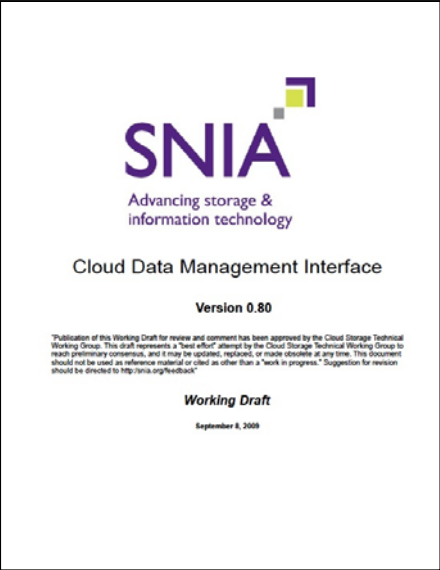 SNIA
Advancing storage &
information technology
Cloud Data Management Interface
Version 0.80
"Publication of this Working Draft for review and comment has been approved by the Cloud Storage Technical
Working Group. This draft represents a "best effort" attempt by the Cloud Storage Technical Working Group to
reach preliminary consensus, and it may be updated, replaced, or made obsolete at any time. This document
should not be used as reference material or cited as other than a "work in progress." Suggestion for revision
should be directed to http:/snia.org/feedback"
Working Draft
September 8, 2009